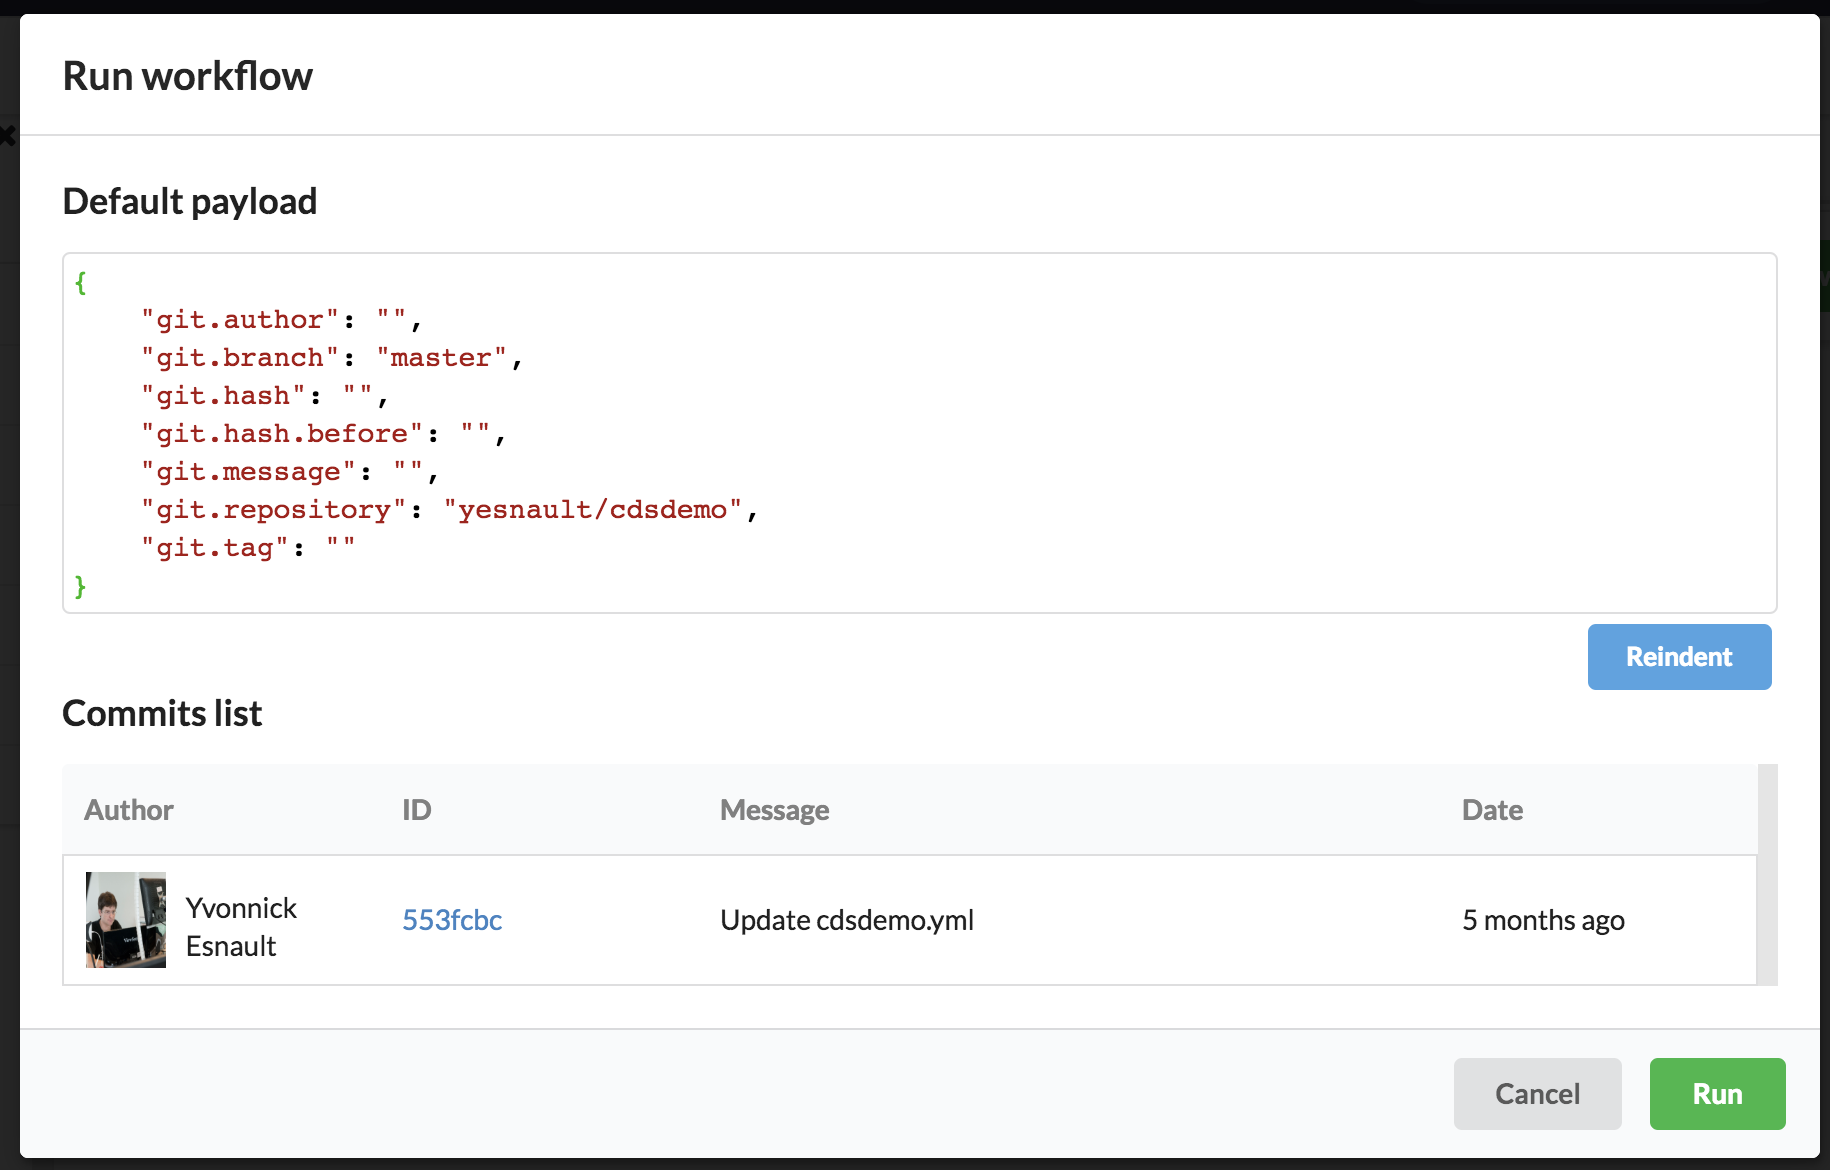 Run workflow
Default payload
{
"git.author": "",
"git.branch": "master",
"git.hash": "",
"git.hash.before": "",
"git.message": "",
"git.repository": "yesnault/cdsdemo",
"git.tag": ""
}
Reindent
Commits list
Author ID Message Date
Yvonnick
Esnault
553fcbc Update cdsdemo.yml 5 months ago
Cancel Run